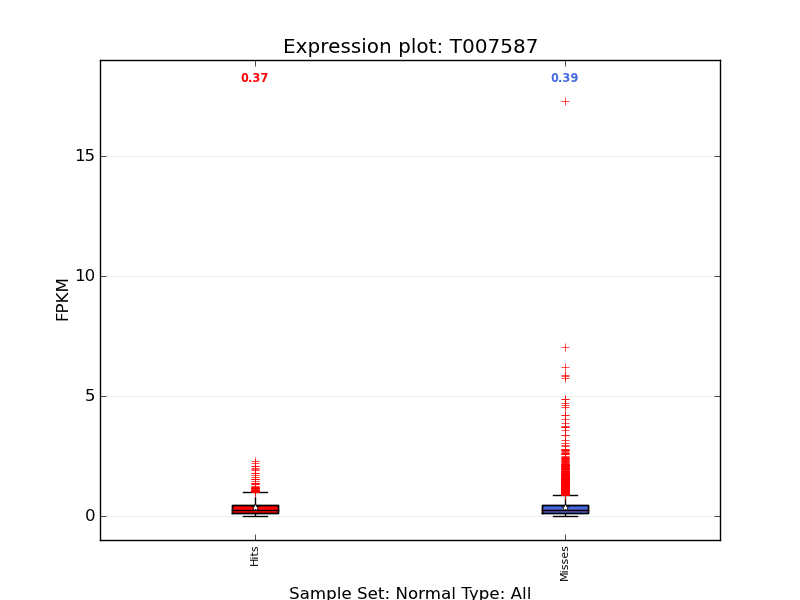 Expression plot: T007587
0.37
0.39
15
10
5
0
FPKM
Hits
Misses
Sample Set: Normal Type: All